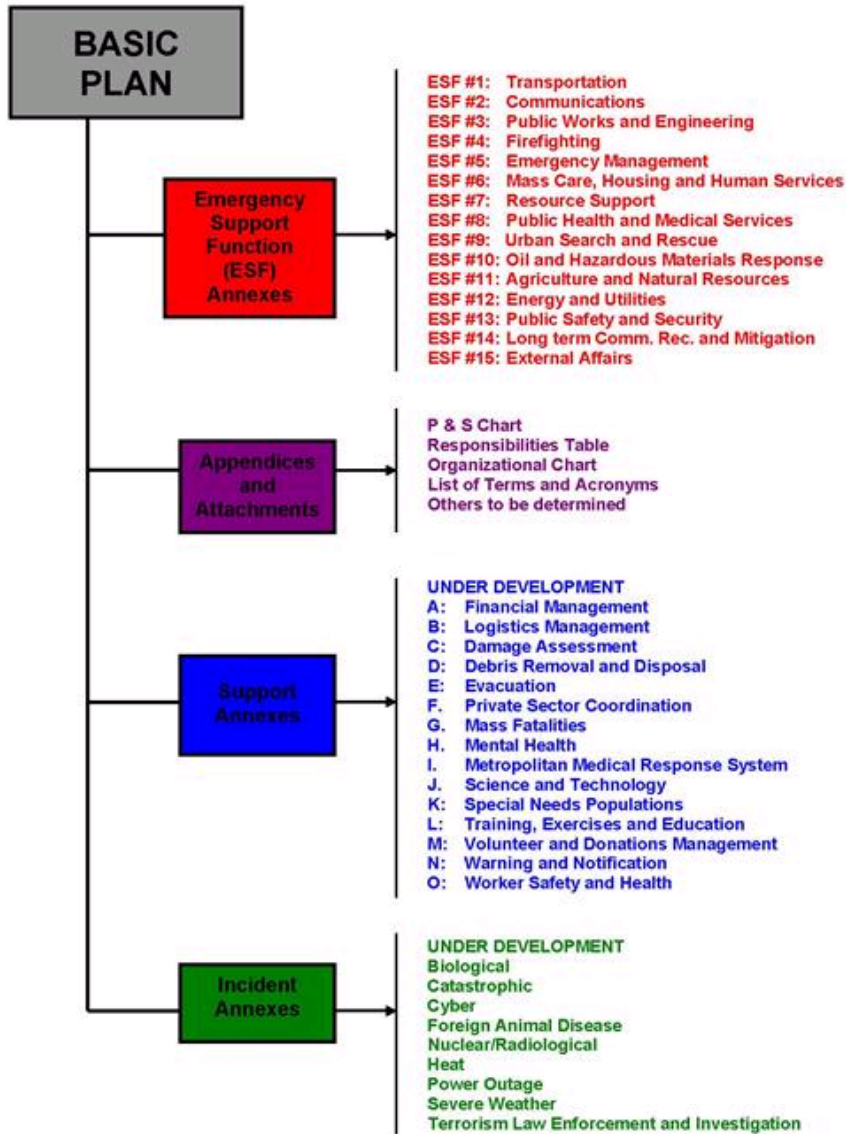 BASIC
PLAN
Emergency
Support
Function
(ESF)
Annexes
ESF #1: Transportation
ESF #2: Communications
ESF #3: Public Works and Engineering
ESF #4: Firefighting
ESF #5: Emergency Management
ESF #6: Mass Care, Housing and Human Services
ESF #7: Resource Support
ESF #8: Public Health and Medical Services
ESF #9: Urban Search and Rescue
ESF #10: Oil and Hazardous Materials Response
ESF #11: Agriculture and Natural Resources
ESF #12: Energy and Utilities
ESF #13: Public Safety and Security
ESF #14: Long term Comm. Rec. and Mitigation
ESF #15: External Affairs
Appendices
and
Attachments
P & S Chart
Responsibilities Table
Organizational Chart
List of Terms and Acronyms
Others to be determined
Support
Annexes
UNDER DEVELOPMENT
A: Financial Management
B: Logistics Management
C: Damage Assessment
D: Debris Removal and Disposal
E: Evacuation
F. Private Sector Coordination
G. Mass Fatalities
H. Mental Health
I. Metropolitan Medical Response System
J. Science and Technology
K: Special Needs Populations
L: Training, Exercises and Education
M: Volunteer and Donations Management
N: Warning and Notification
O: Worker Safety and Health
Incident
Annexes
UNDER DEVELOPMENT
Biological
Catastrophic
Cyber
Foreign Animal Disease
Nuclear/Radiological
Heat
Power Outage
Severe Weather
Terrorism Law Enforcement and Investigation